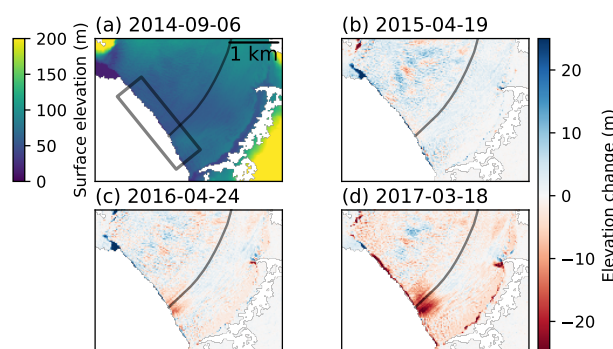 (a) 2014-09-06
1 km
200
150
100
50
0
Surface elevation (m)
(b) 2015-04-19
(c) 2016-04-24
(d) 2017-03-18
20
10
0
−10
−20
Elevation change (m)